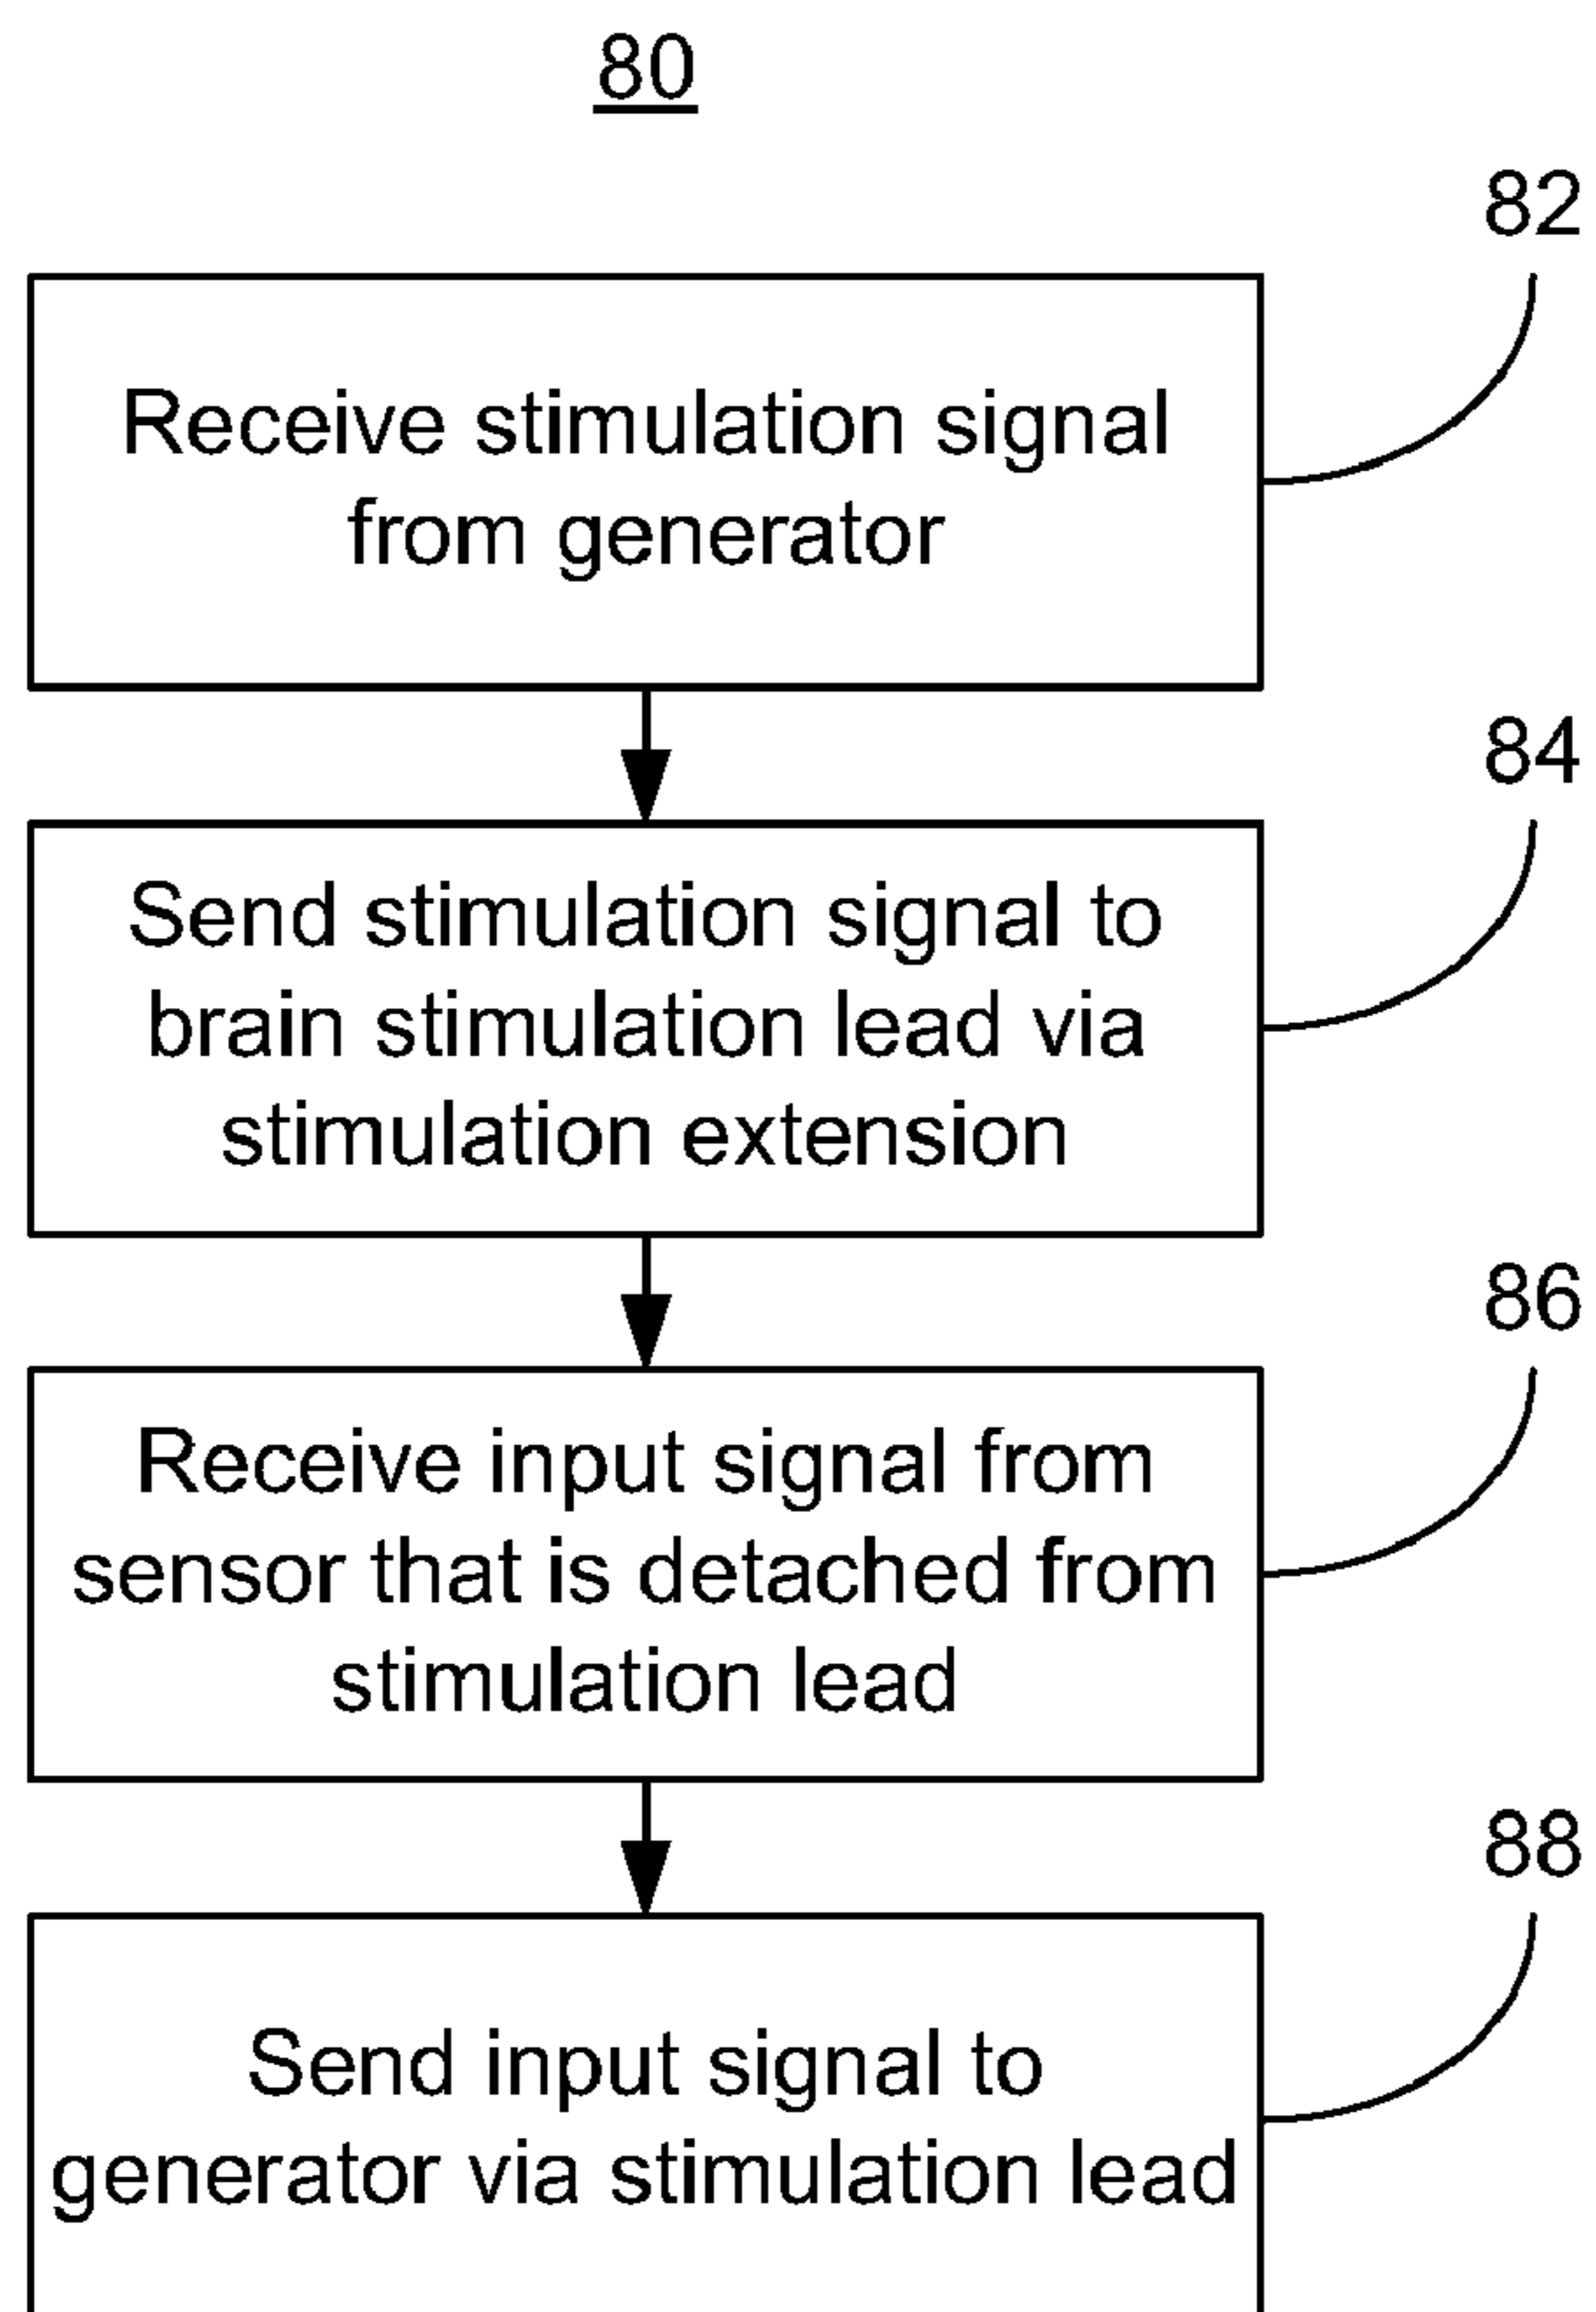 80
82
Receive stimulation signal
from generator
84
Send stimulation signal to
brain stimulation lead via
stimulation extension
86
Receive input signal from
sensor that is detached from
stimulation lead
88
Send input signal to
generator via stimulation lead